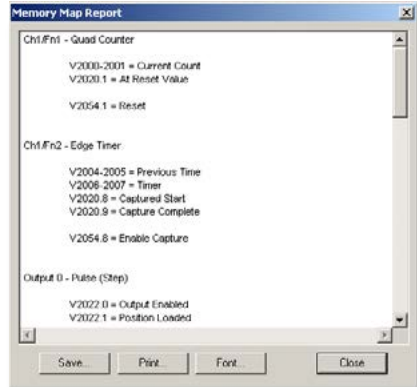 Memory Map Report
Ch1/Fn1 - Quad Counter
V2000-2001 = Current Count
V2020.1 = At Reset Value
V2054.1 = Reset
Ch1/Fn2 - Edge Timer
V2004-2005 = Previous Time
V2006-2007 = Timer
V2020.8 = Captured Start
V2020.9 = Capture Complete
V2054.8 = Enable Capture
Output 0 - Pulse (Step)
V2022.0 = Output Enabled
V2022.1 = Position Loaded
Save... Print... Font... Close